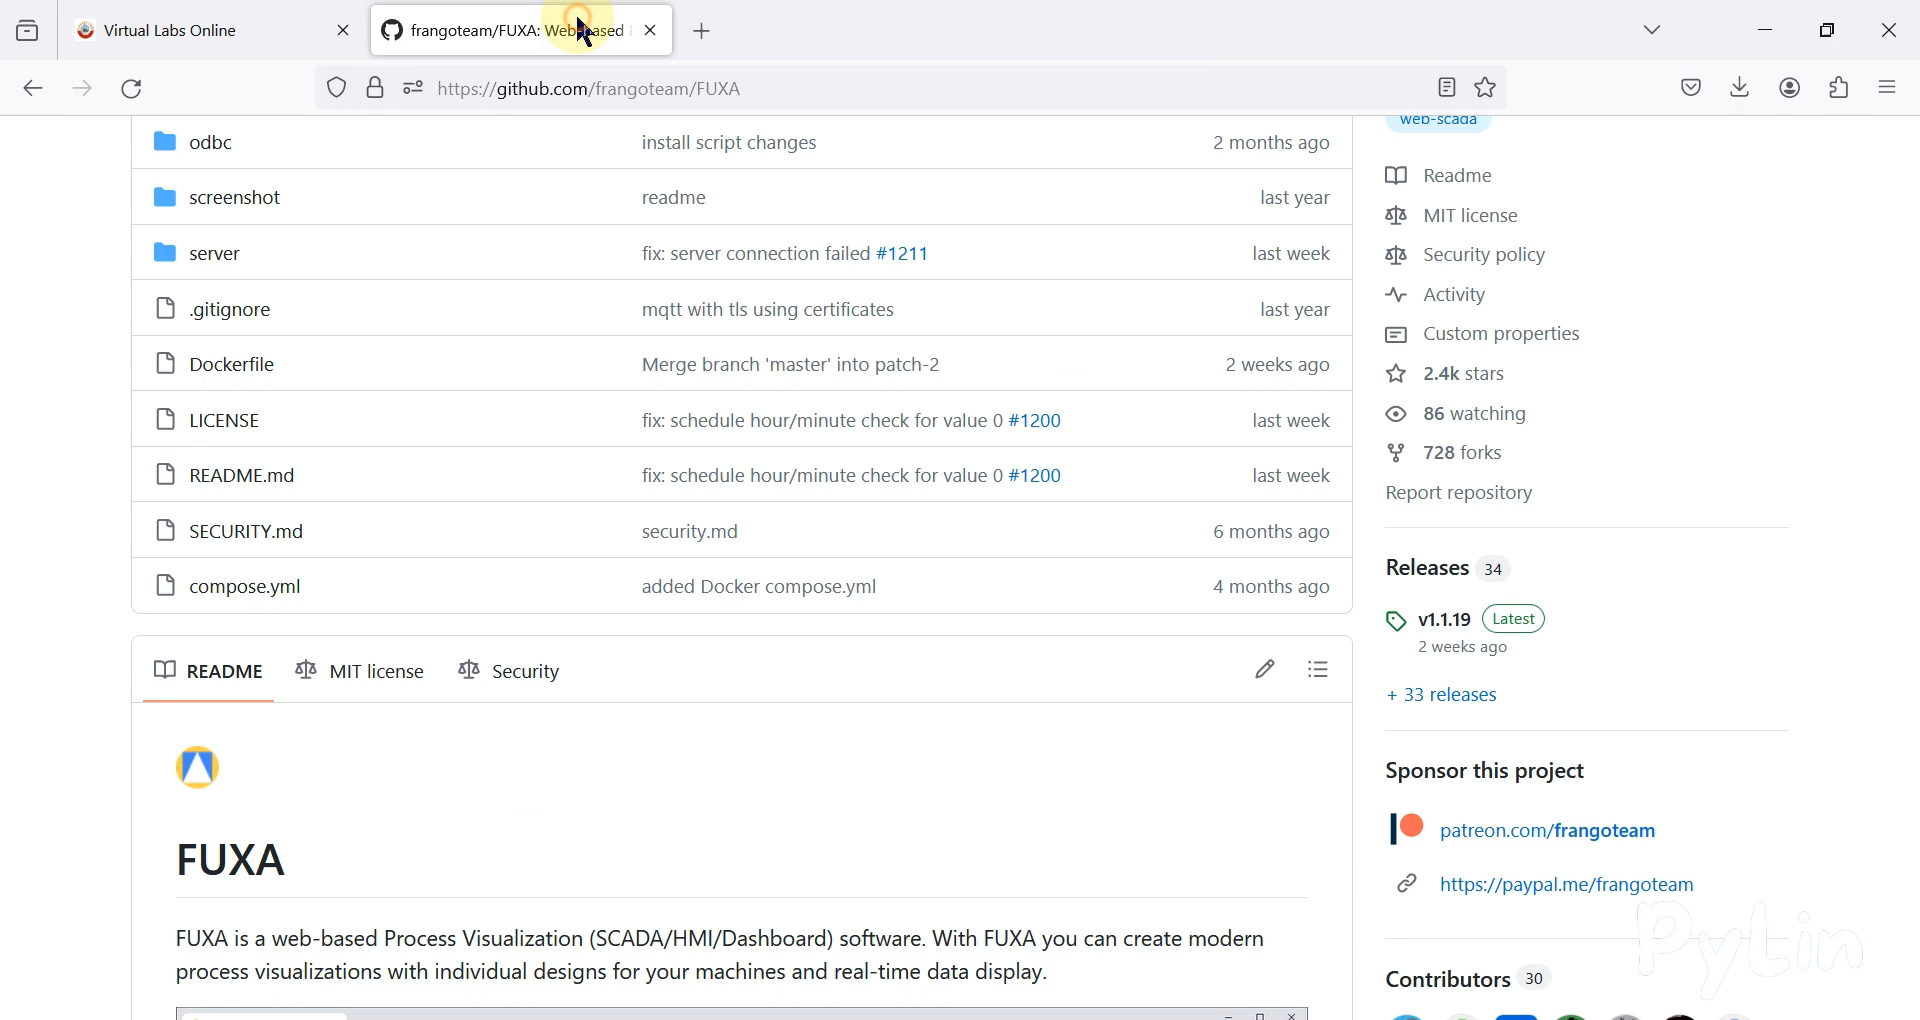 Virtual Labs Online
frangoteam/FUXA: Web-based
https://github.com/frangoteam/FUXA
odbc install script changes 2 months ago
screenshot readme last year
server fix: server connection failed #1211 last week
.gitignore mqtt with tls using certificates last year
Dockerfile Merge branch 'master' into patch-2 2 weeks ago
LICENSE fix: schedule hour/minute check for value 0 #1200 last week
README.md fix: schedule hour/minute check for value 0 #1200 last week
SECURITY.md security.md 6 months ago
compose.yml added Docker compose.yml 4 months ago
README MIT license Security
FUXA
FUXA is a web-based Process Visualization (SCADA/HMI/Dashboard) software. With FUXA you can create modern
process visualizations with individual designs for your machines and real-time data display.
web-scada
Readme
MIT license
Security policy
Activity
Custom properties
2.4k stars
86 watching
728 forks
Report repository
Releases 34
v1.1.19 Latest
2 weeks ago
+ 33 releases
Sponsor this project
patreon.com/frangoteam
https://paypal.me/frangoteam
Contributors 30
PyLin